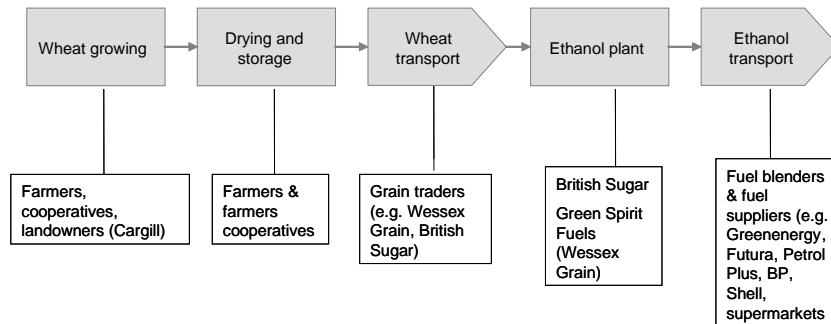 Wheat growing
Drying and
storage
Wheat
transport
Ethanol plant
Ethanol
transport
Farmers,
cooperatives,
landowners (Cargill)
Farmers &
farmers
cooperatives
Grain traders
(e.g. Wessex
Grain, British
Sugar)
British Sugar
Green Spirit
Fuels
(Wessex
Grain)
Fuel blenders
& fuel
suppliers (e.g.
Greenenergy,
Futura, Petrol
Plus, BP,
Shell,
supermarkets